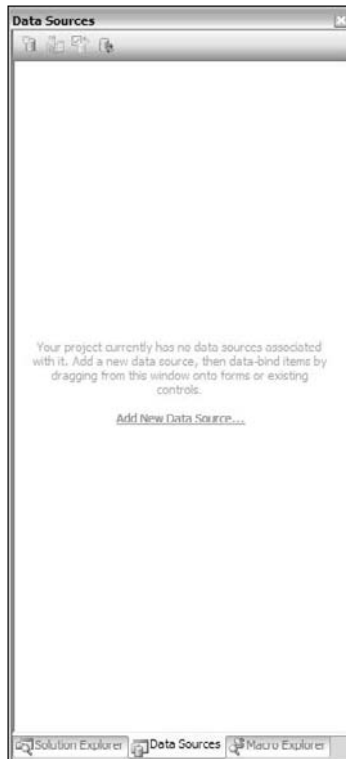 Data Sources
Your project currently has no data sources associated
with it. Add a new data source, then data-bind items by
dragging from this window onto forms or existing
controls.
Add New Data Source...
Solution Explorer Data Sources Macro Explorer